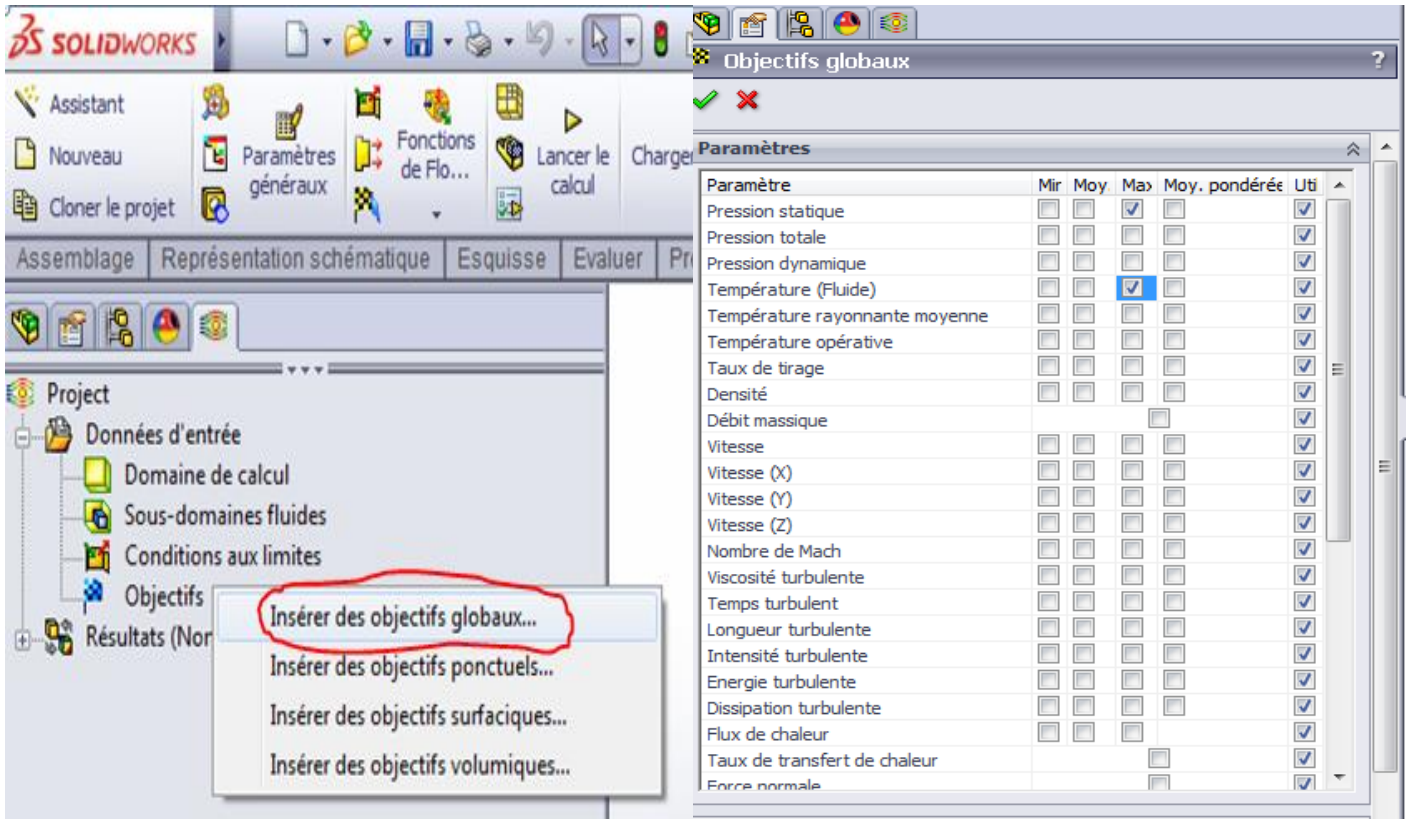 SOLIDWORKS
Assistant
Nouveau
Cloner le projet
Paramètres
généraux
Fonctions
de Flo...
Lancer le
calcul
Charger
Assemblage Représentation schématique Esquisse Evaluer Pr
Project
Données d'entrée
Domaine de calcul
Sous-domaines fluides
Conditions aux limites
Objectifs
Résultats (Nor
Insérer des objectifs globaux...
Insérer des objectifs ponctuels...
Insérer des objectifs surfaciques...
Insérer des objectifs volumiques...
Objectifs globaux ?
Paramètres
Paramètre Mir Moy. Max Moy. pondérée Uti
Pression statique
Pression totale
Pression dynamique
Température (Fluide)
Température rayonnante moyenne
Température opérative
Taux de tirage
Densité
Débit massique
Vitesse
Vitesse (X)
Vitesse (Y)
Vitesse (Z)
Nombre de Mach
Viscosité turbulente
Temps turbulent
Longueur turbulente
Intensité turbulente
Energie turbulente
Dissipation turbulente
Flux de chaleur
Taux de transfert de chaleur
Force normale